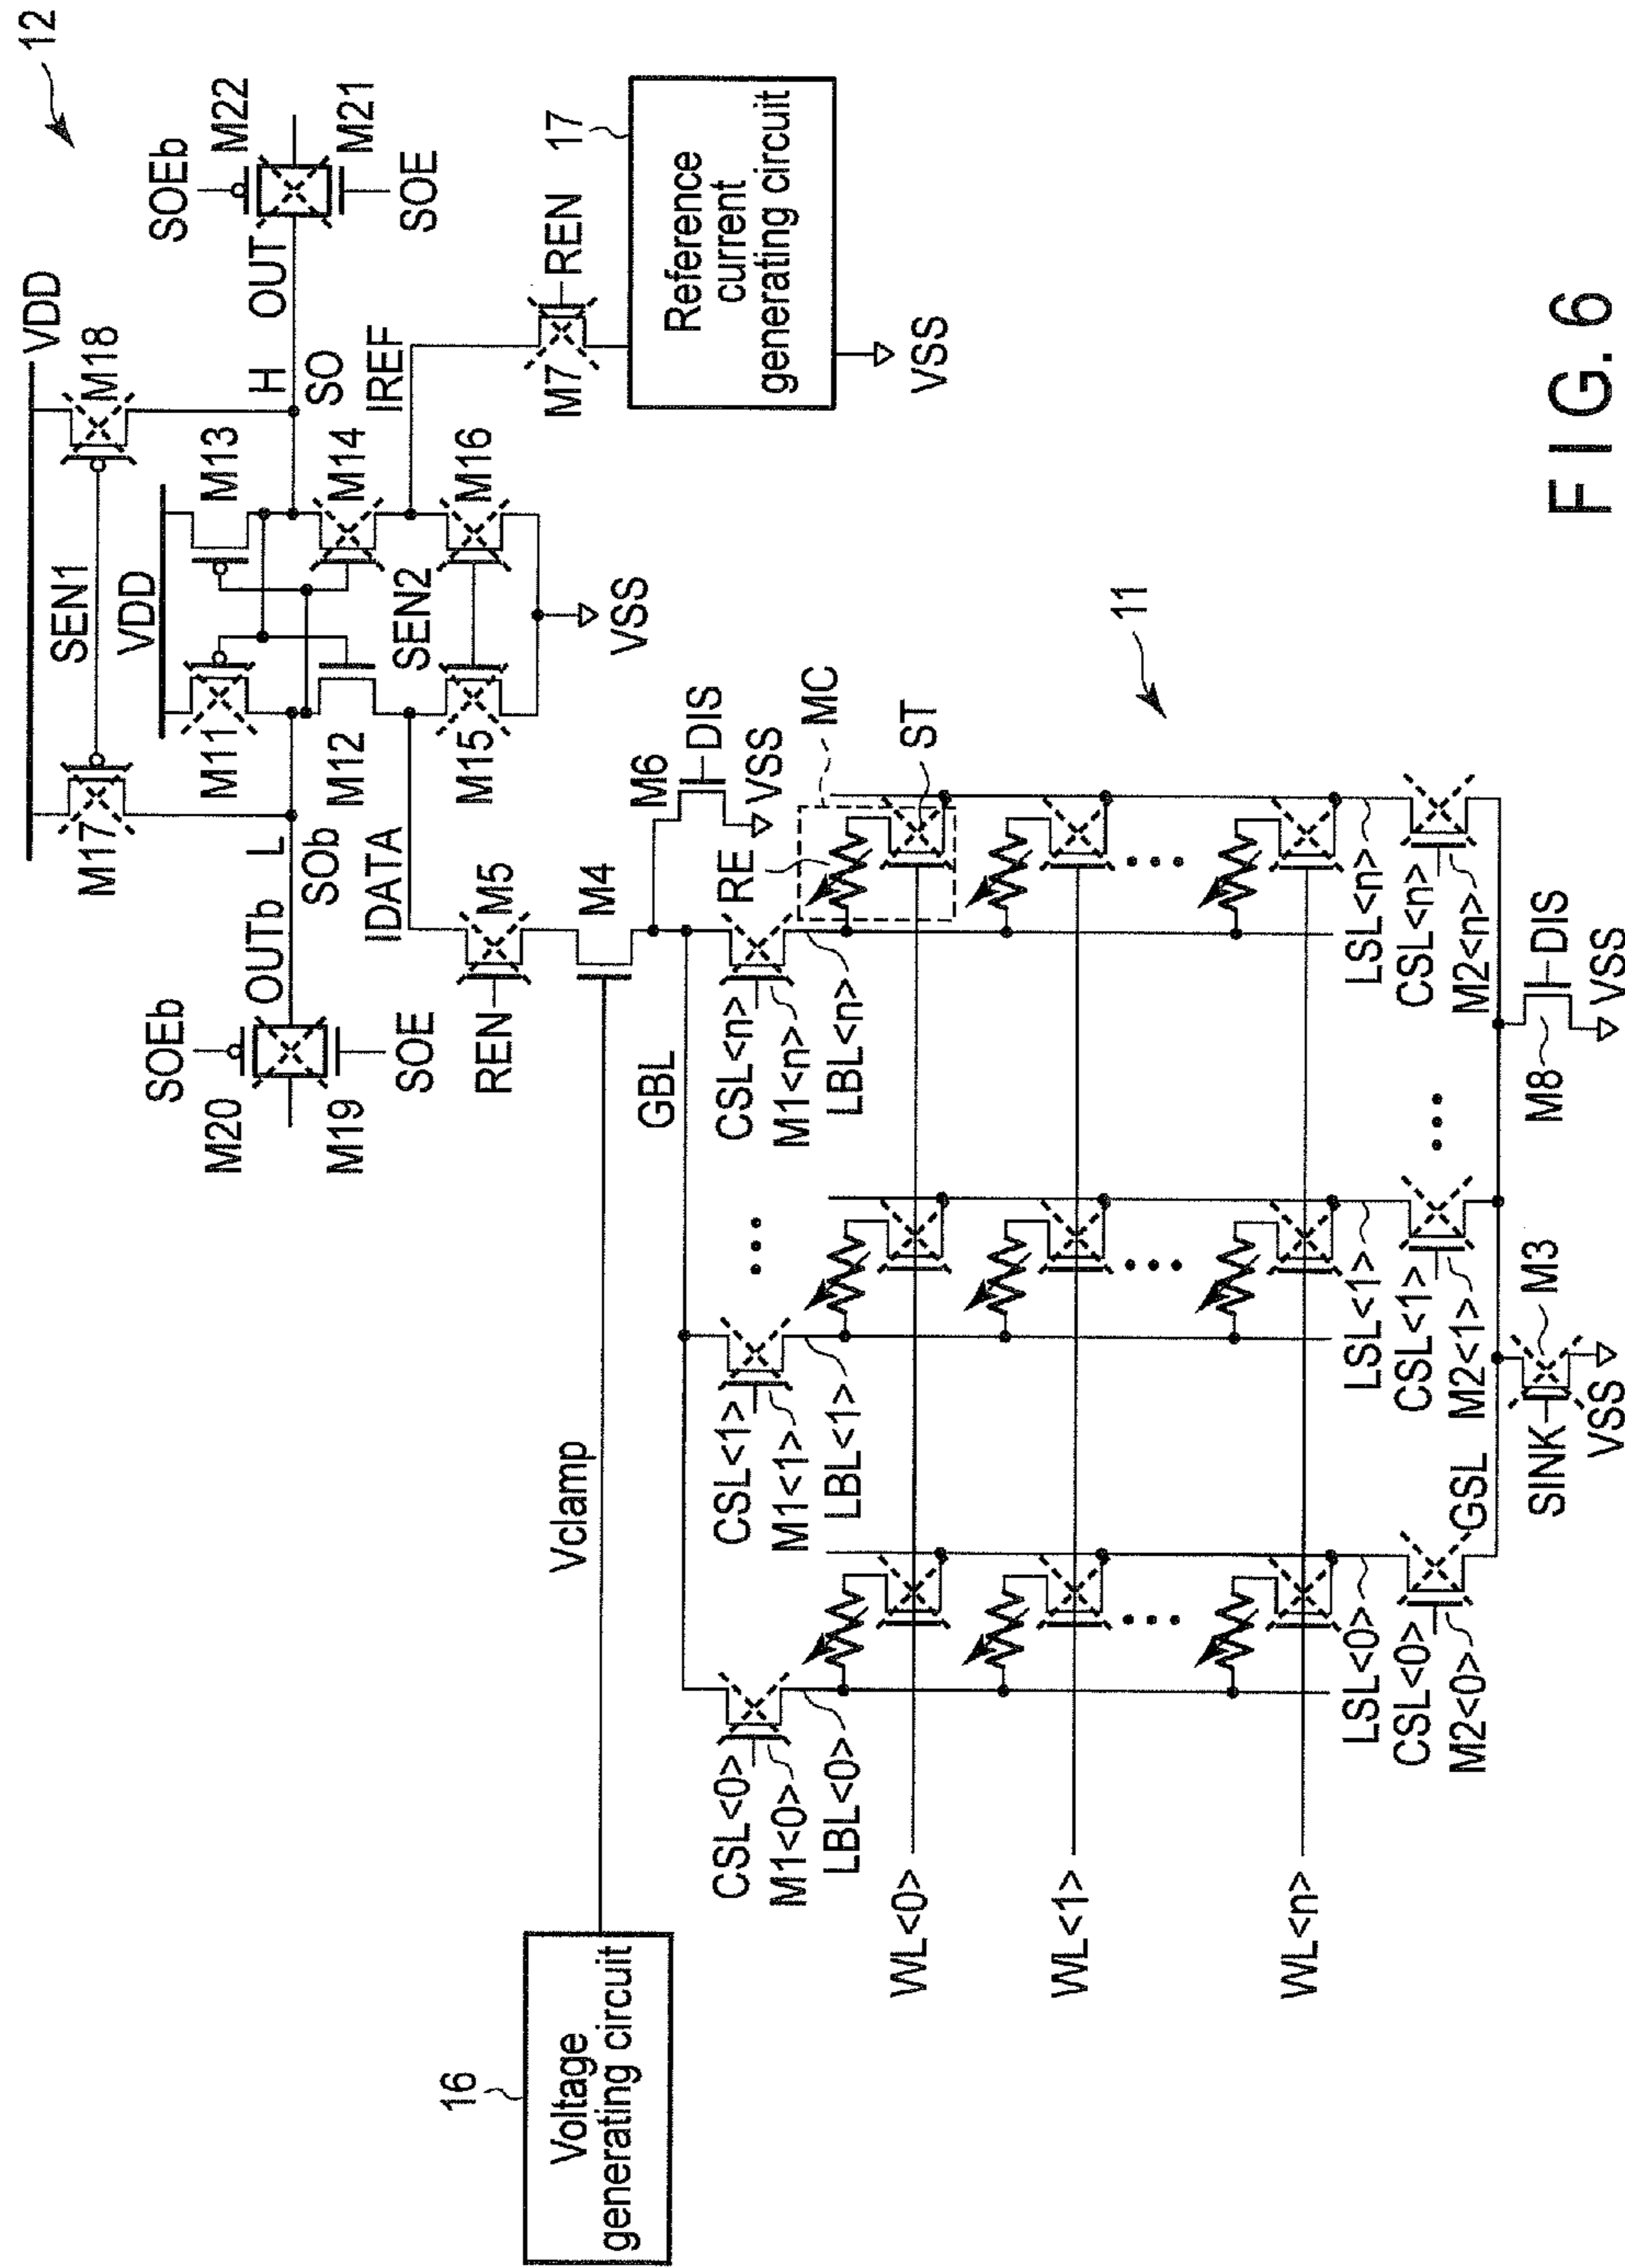 12
VDD
SEN1
M17
M18
VDD
SOEb
M20
M19
SOE
OUTb
L
SOb
M11
M12
M13
M14
H
OUT
SO
SOEb
M22
M21
SOE
IDATA
SEN2
M15
M16
VSS
IREF
M7
REN
17
Reference
current
generating circuit
VSS
REN
M5
M4
16
Voltage
generating circuit
Vclamp
GBL
M6
DIS
VSS
CSL<0>
M1<0>
LBL<0>
CSL<1>
M1<1>
LBL<1>
CSL<n>
M1<n>
LBL<n>
RE
MC
ST
11
WL<0>
WL<1>
WL<n>
LSL<0>
CSL<0>
M2<0>
LSL<1>
CSL<1>
M2<1>
LSL<n>
CSL<n>
M2<n>
GSL
SINK
M3
VSS
M8
DIS
VSS
FIG. 6